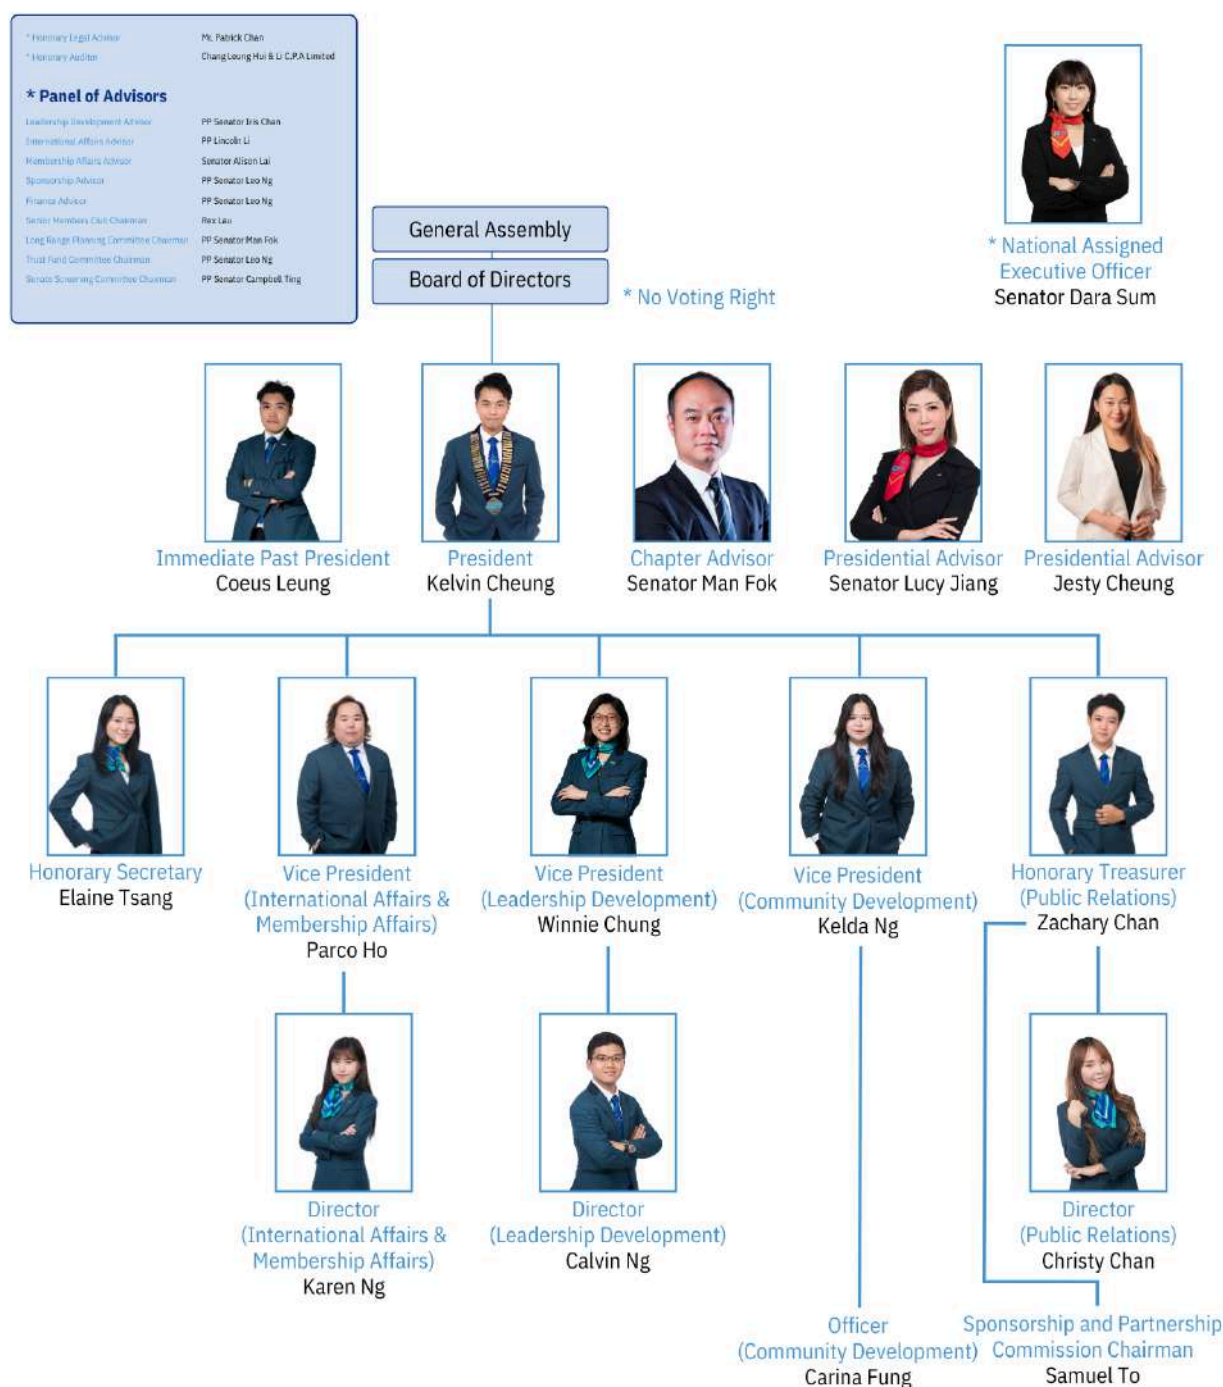 * Honorary Legal Advisor Mr. Patrick Chan
* Honorary Auditor Chang Leung Hui & Li C.P.A Limited
* Panel of Advisors
Leadership Development Advisor PP Senator Iris Chan
International Affairs Advisor PP Lincoln Li
Membership Affairs Advisor Senator Alison Lai
Sponsorship Advisor PP Senator Leo Ng
Finance Advisor PP Senator Leo Ng
Senior Members Club Chairman Rex Lau
Long Range Planning Committee Chairman PP Senator Man Fok
Trust Fund Committee Chairman PP Senator Leo Ng
Senate Screening Committee Chairman PP Senator Campbell Ting
General Assembly
Board of Directors
* No Voting Right
* National Assigned
Executive Officer
Senator Dara Sum
Immediate Past President
Coeus Leung
President
Kelvin Cheung
Chapter Advisor
Senator Man Fok
Presidential Advisor
Senator Lucy Jiang
Presidential Advisor
Jesty Cheung
Honorary Secretary
Elaine Tsang
Vice President
(International Affairs &
Membership Affairs)
Parco Ho
Vice President
(Leadership Development)
Winnie Chung
Vice President
(Community Development)
Kelda Ng
Honorary Treasurer
(Public Relations)
Zachary Chan
Director
(International Affairs &
Membership Affairs)
Karen Ng
Director
(Leadership Development)
Calvin Ng
Director
(Public Relations)
Christy Chan
Officer
(Community Development)
Carina Fung
Sponsorship and Partnership
Commission Chairman
Samuel To